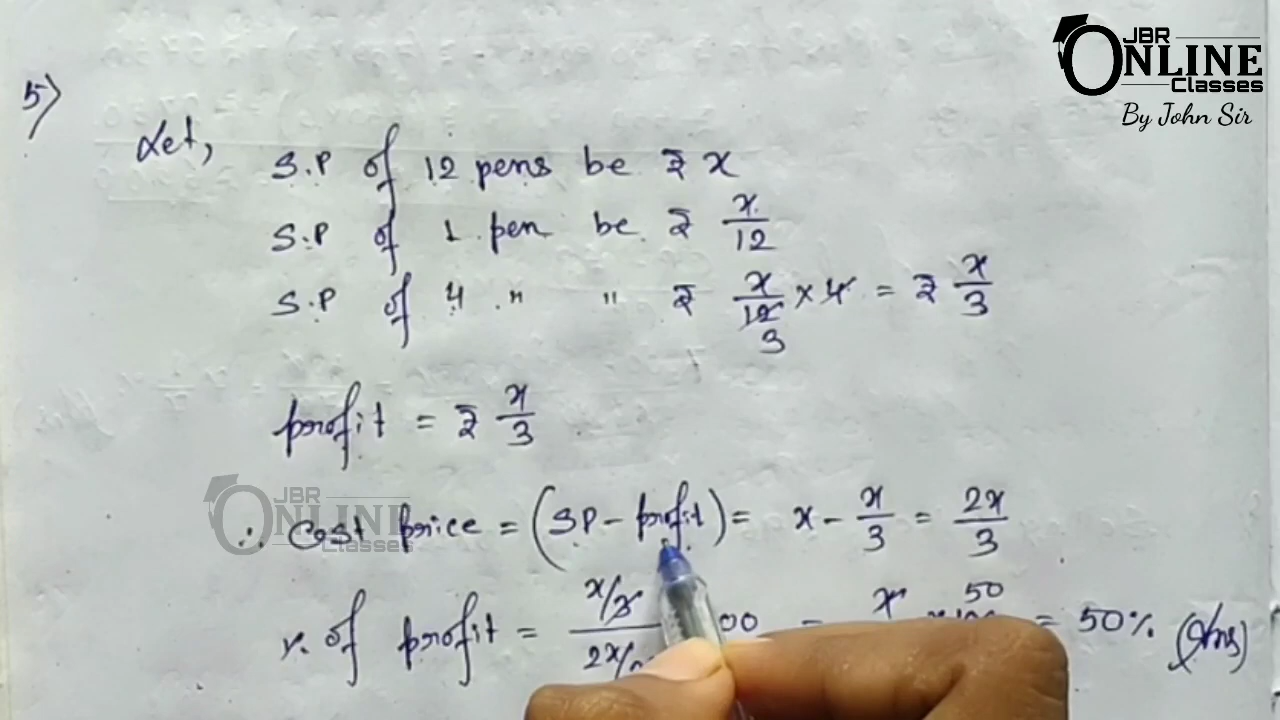 JBR
ONLINE
Classes
By John Sir
5)
Let,
S.P of 12 pens be ₹ x
S.P of 1 pen be ₹ x/12
S.P of 4 " " ₹ x/12 × 4 = ₹ x/3
3
profit = ₹ x/3
JBR
ONLINE
Classes
∴ Cost price = (SP - profit) = x - x/3 = 2x/3
50
%. of profit = x/3 / 2x/ 00 = x = 50% (Ans)